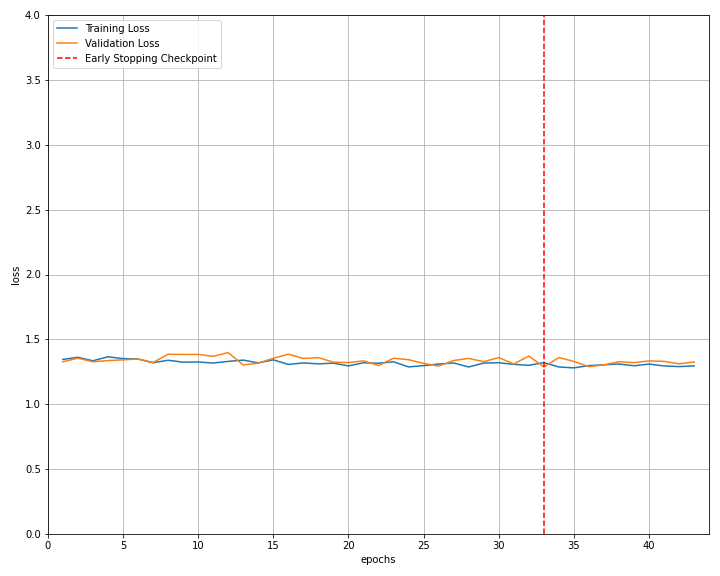 Training Loss
Validation Loss
Early Stopping Checkpoint
4.0
3.5
3.0
2.5
2.0
1.5
1.0
0.5
0.0
loss
0 5 10 15 20 25 30 35 40
epochs